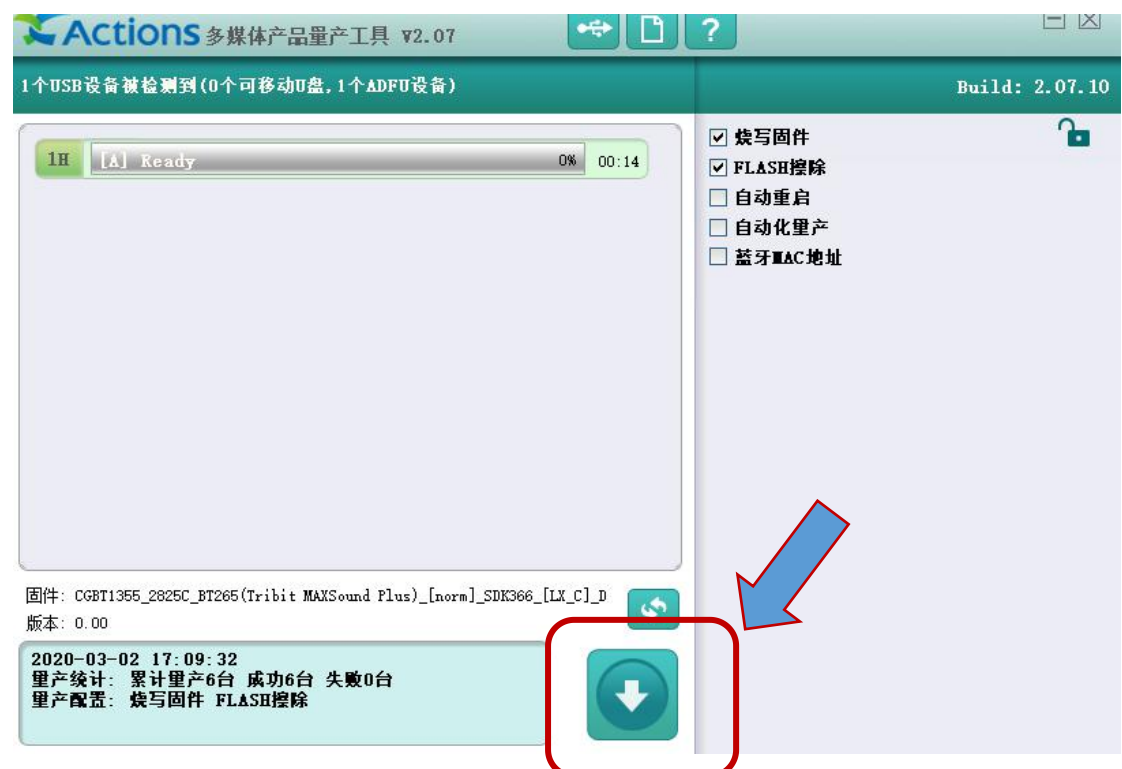 Actions 多媒体产品量产工具 V2.07
?
1个USB设备被检测到(0个可移动U盘,1个ADFU设备)
Build: 2.07.10
1H [A] Ready 0% 00:14
烧写固件
FLASH擦除
自动重启
自动化量产
蓝牙MAC地址
固件: CGBT1355_2825C_BT265(Tribit MAXSound Plus)_[norm]_SDK366_[LX_C]_D
版本: 0.00
2020-03-02 17:09:32
量产统计: 累计量产6台 成功6台 失败0台
量产配置: 烧写固件 FLASH擦除